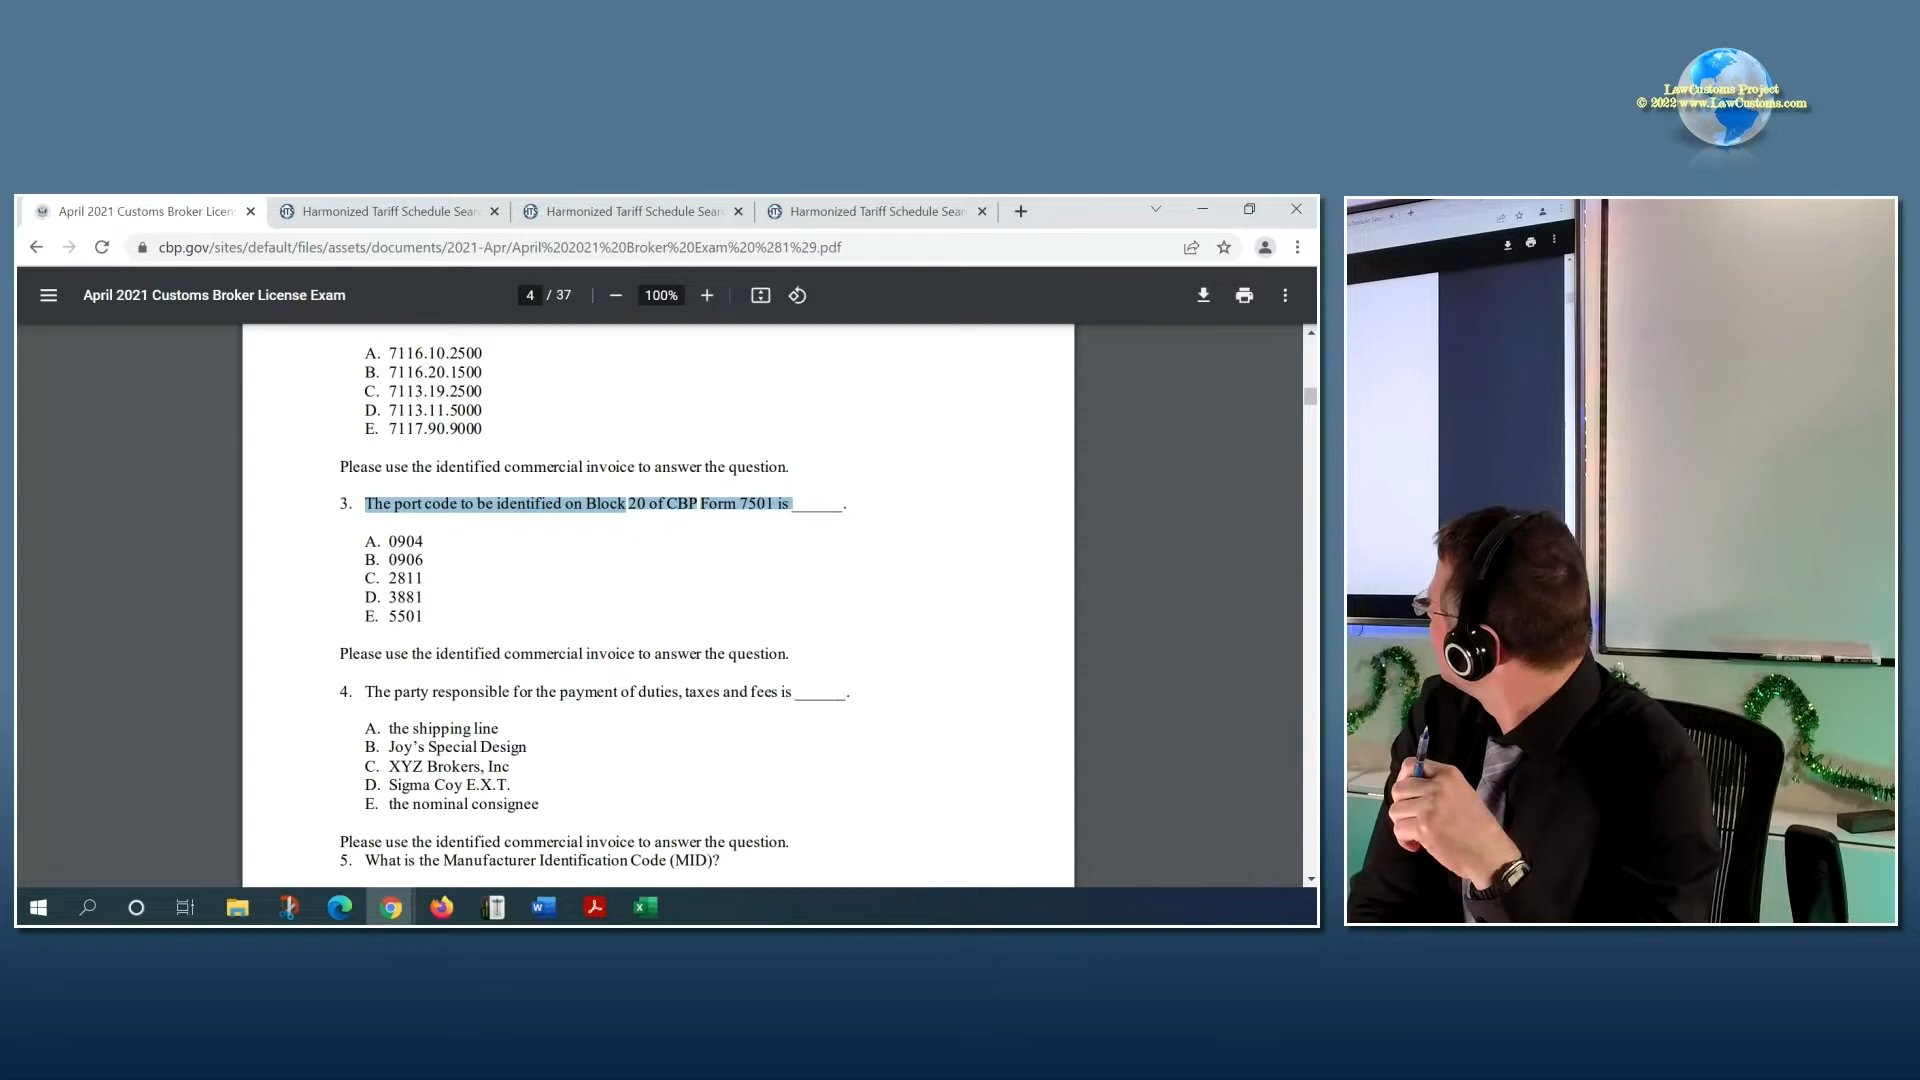 LawCustoms Project
© 2022 www.LawCustoms.com
April 2021 Customs Broker Licen
Harmonized Tariff Schedule Sear
Harmonized Tariff Schedule Sear
Harmonized Tariff Schedule Sear
cbp.gov/sites/default/files/assets/documents/2021-Apr/April%202021%20Broker%20Exam%20%281%29.pdf
April 2021 Customs Broker License Exam
4 / 37
100%
A. 7116.10.2500
B. 7116.20.1500
C. 7113.19.2500
D. 7113.11.5000
E. 7117.90.9000
Please use the identified commercial invoice to answer the question.
3. The port code to be identified on Block 20 of CBP Form 7501 is ______.
A. 0904
B. 0906
C. 2811
D. 3881
E. 5501
Please use the identified commercial invoice to answer the question.
4. The party responsible for the payment of duties, taxes and fees is ______.
A. the shipping line
B. Joy's Special Design
C. XYZ Brokers, Inc
D. Sigma Coy E.X.T.
E. the nominal consignee
Please use the identified commercial invoice to answer the question.
5. What is the Manufacturer Identification Code (MID)?